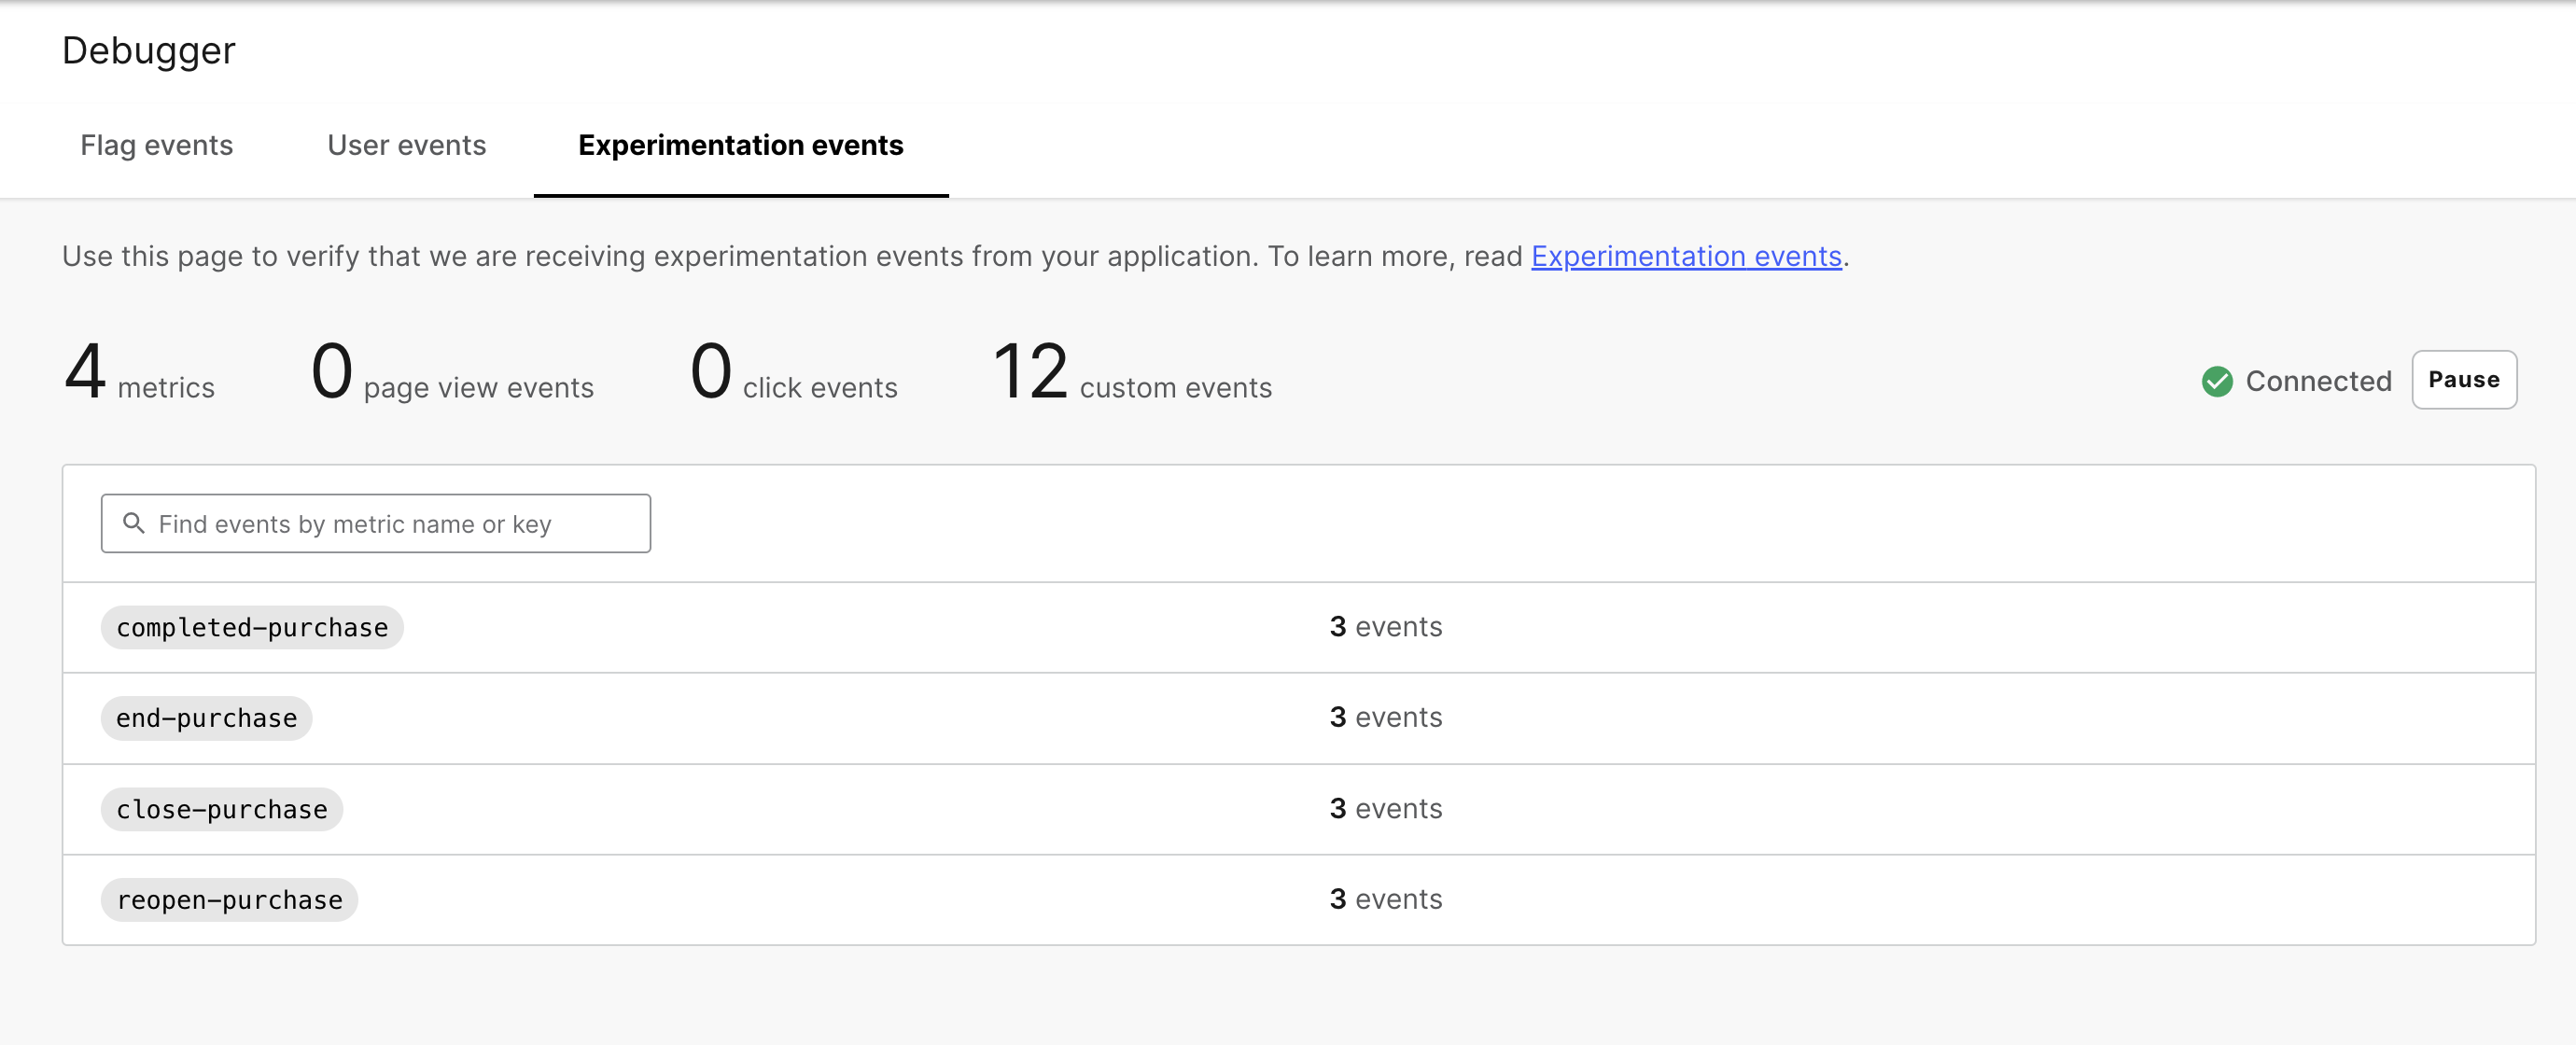 Debugger
Flag events User events Experimentation events
Use this page to verify that we are receiving experimentation events from your application. To learn more, read Experimentation events.
4 metrics 0 page view events 0 click events 12 custom events Connected Pause
Find events by metric name or key
completed-purchase 3 events
end-purchase 3 events
close-purchase 3 events
reopen-purchase 3 events